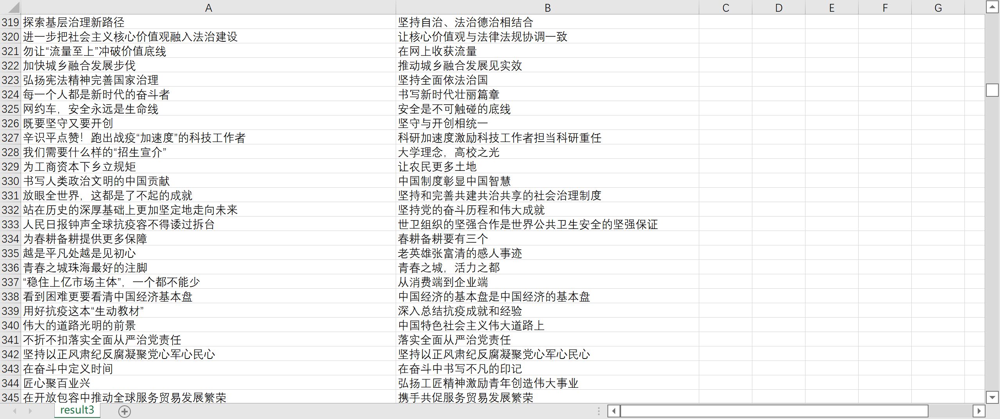 A B C D E F G
319 探索基层治理新路径 坚持自治、法治德治相结合
320 进一步把社会主义核心价值观融入法治建设 让核心价值观与法律法规协调一致
321 勿让“流量至上”冲破价值底线 在网上收获流量
322 加快城乡融合发展步伐 推动城乡融合发展见实效
323 弘扬宪法精神完善国家治理 坚持全面依法治国
324 每一个人都是新时代的奋斗者 书写新时代壮丽篇章
325 网约车，安全永远是生命线 安全是不可触碰的底线
326 既要坚守又要开创 坚守与开创相统一
327 辛识平点赞！跑出战疫“加速度”的科技工作者 科研加速度激励科技工作者担当科研重任
328 我们需要什么样的“招生宣介” 大学理念，高校之光
329 为工商资本下乡立规矩 让农民更多土地
330 书写人类政治文明的中国贡献 中国制度彰显中国智慧
331 放眼全世界，这都是了不起的成就 坚持和完善共建共治共享的社会治理制度
332 站在历史的深厚基础上更加坚定地走向未来 坚持党的奋斗历程和伟大成就
333 人民日报钟声全球抗疫容不得诿过拆台 世卫组织的坚强合作是世界公共卫生安全的坚强保证
334 为春耕备耕提供更多保障 春耕备耕要有三个
335 越是平凡处越是见初心 老英雄张富清的感人事迹
336 青春之城珠海最好的注脚 青春之城，活力之都
337 “稳住上亿市场主体”，一个都不能少 从消费端到企业端
338 看到困难更要看清中国经济基本盘 中国经济的基本盘是中国经济的基本盘
339 用好抗疫这本“生动教材” 深入总结抗疫成就和经验
340 伟大的道路光明的前景 中国特色社会主义伟大道路上
341 不折不扣落实全面从严治党责任 落实全面从严治党责任
342 坚持以正风肃纪反腐凝聚党心军心民心 坚持以正风肃纪反腐凝聚党心军心民心
343 在奋斗中定义时间 在奋斗中书写不凡的印记
344 匠心聚百业兴 弘扬工匠精神激励青年创造伟大事业
345 在开放包容中推动全球服务贸易发展繁荣 携手共促服务贸易发展繁荣
result3